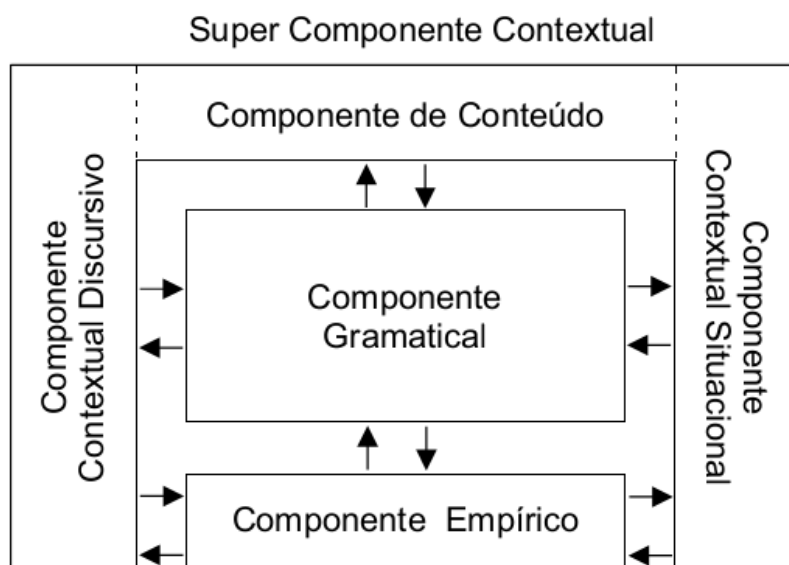 Super Componente Contextual
Componente de Conteúdo
Componente
Contextual Discursivo
Componente
Gramatical
Componente
Contextual Situacional
Componente Empírico